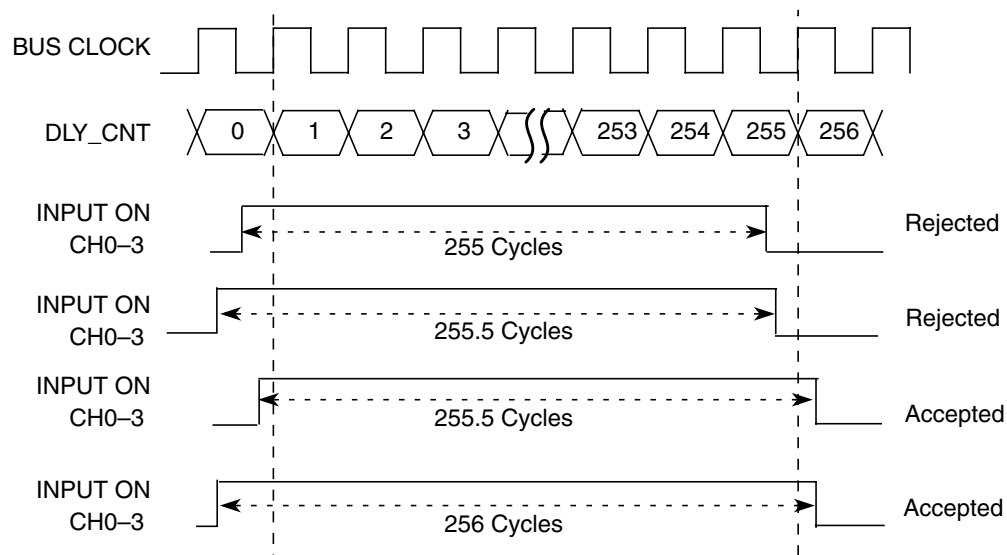 BUS CLOCK
DLY_CNT 0 1 2 3 253 254 255 256
INPUT ON
CH0–3
255 Cycles
Rejected
INPUT ON
CH0–3
255.5 Cycles
Rejected
INPUT ON
CH0–3
255.5 Cycles
Accepted
INPUT ON
CH0–3
256 Cycles
Accepted